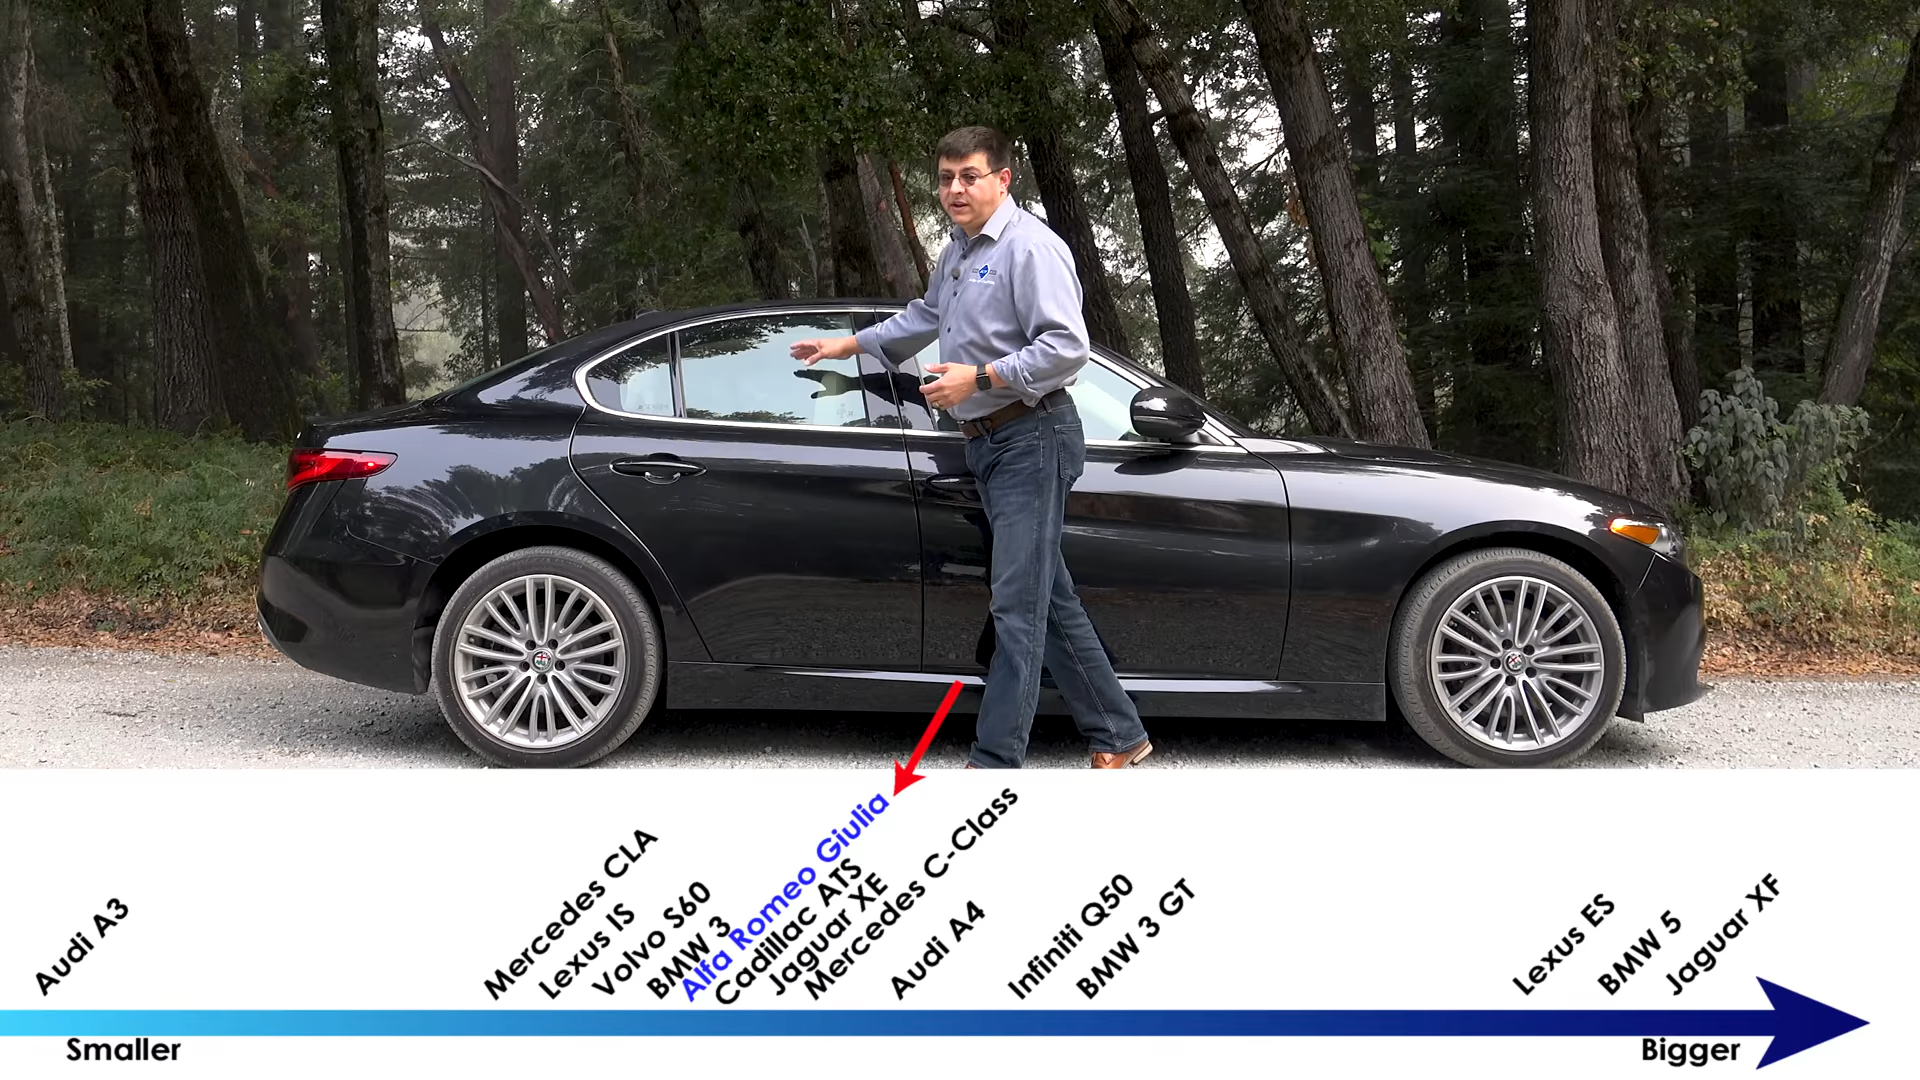 Audi A3
Mercedes CLA
Lexus IS
Volvo S60
BMW 3
Alfa Romeo Giulia
Cadillac ATS
Jaguar XE
Mercedes C-Class
Audi A4
Infiniti Q50
BMW 3 GT
Lexus ES
BMW 5
Jaguar XF
Smaller
Bigger